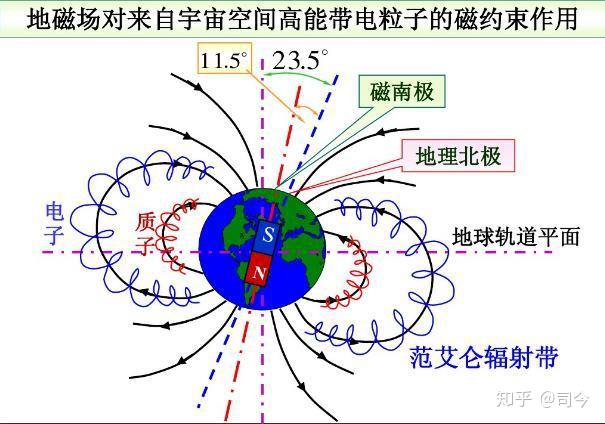 地磁场对来自宇宙空间高能带电粒子的磁约束作用
11.5° 23.5°
磁南极
地理北极
电子
质子
S
N
地球轨道平面
范艾仑辐射带
知乎 @司今